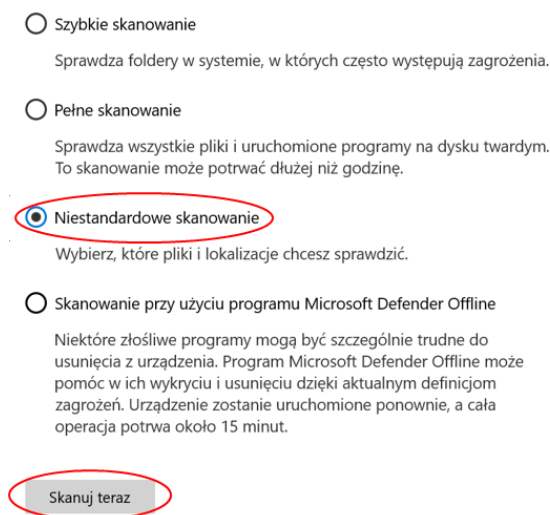 Szybkie skanowanie
Sprawdza foldery w systemie, w których często występują zagrożenia.
Pełne skanowanie
Sprawdza wszystkie pliki i uruchomione programy na dysku twardym.
To skanowanie może potrwać dłużej niż godzinę.
Niestandardowe skanowanie
Wybierz, które pliki i lokalizacje chcesz sprawdzić.
Skanowanie przy użyciu programu Microsoft Defender Offline
Niektóre złośliwe programy mogą być szczególnie trudne do
usunięcia z urządzenia. Program Microsoft Defender Offline może
pomóc w ich wykryciu i usunięciu dzięki aktualnym definicjom
zagrożeń. Urządzenie zostanie uruchomione ponownie, a cała
operacja potrwa około 15 minut.
Skanuj teraz